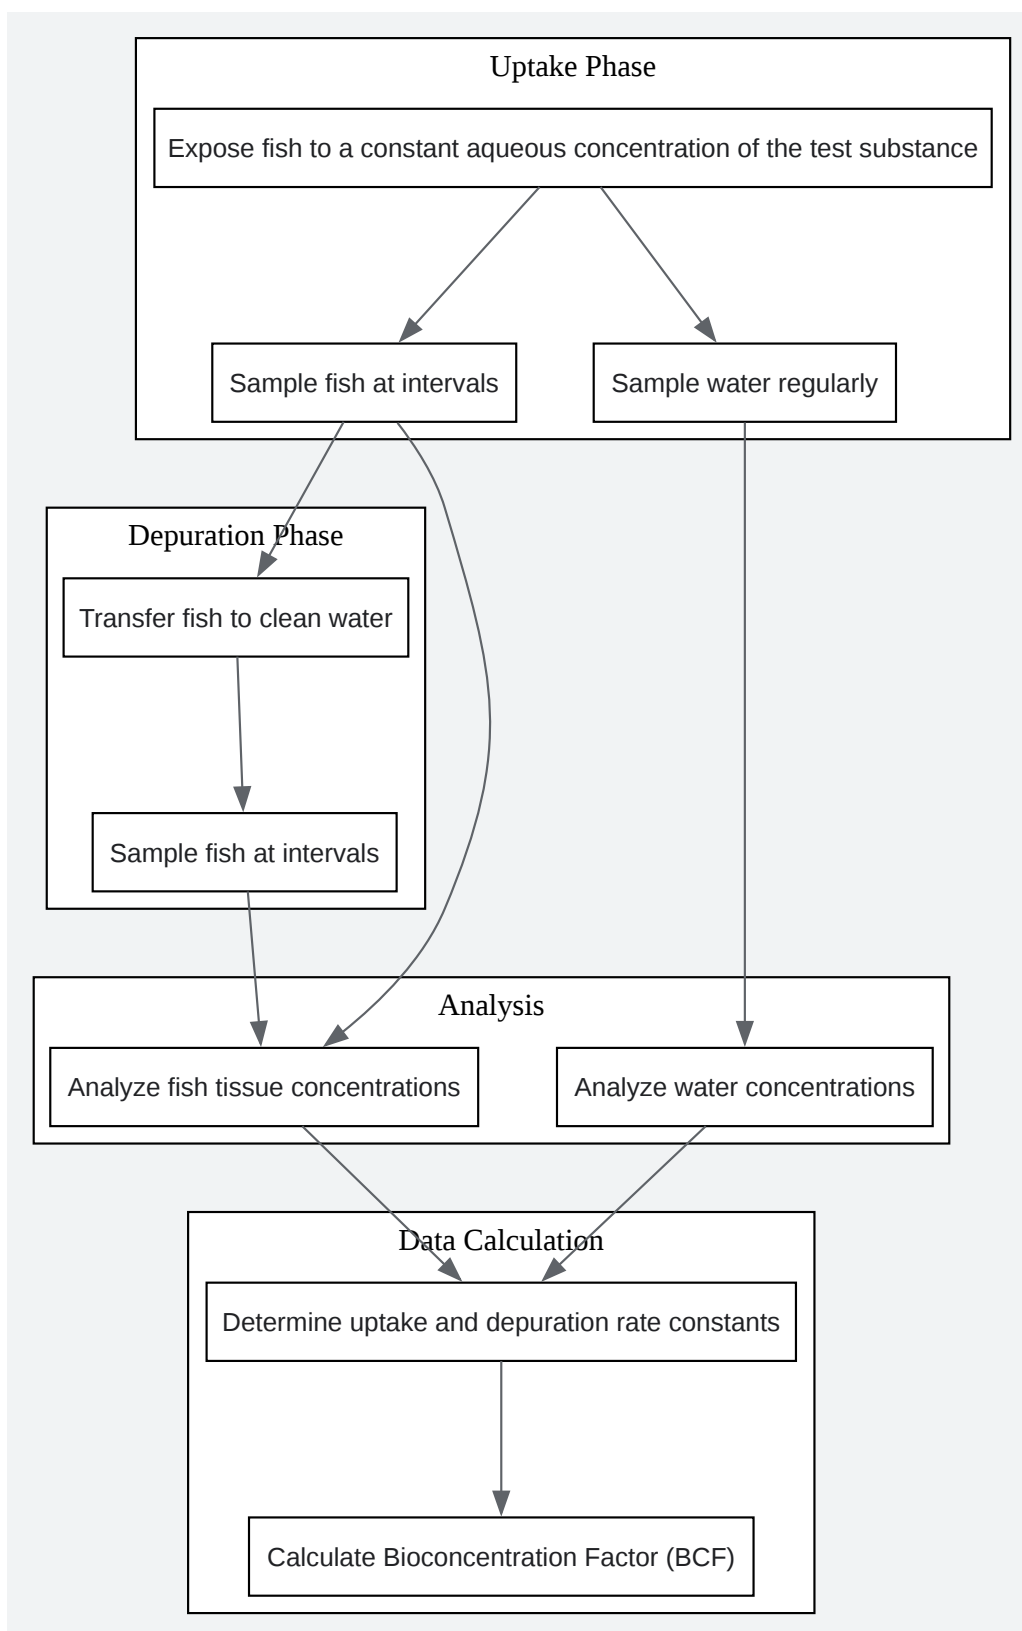 Uptake Phase
Expose fish to a constant aqueous concentration of the test substance
Sample fish at intervals
Sample water regularly
Depuration Phase
Transfer fish to clean water
Sample fish at intervals
Analysis
Analyze fish tissue concentrations
Analyze water concentrations
Data Calculation
Determine uptake and depuration rate constants
Calculate Bioconcentration Factor (BCF)